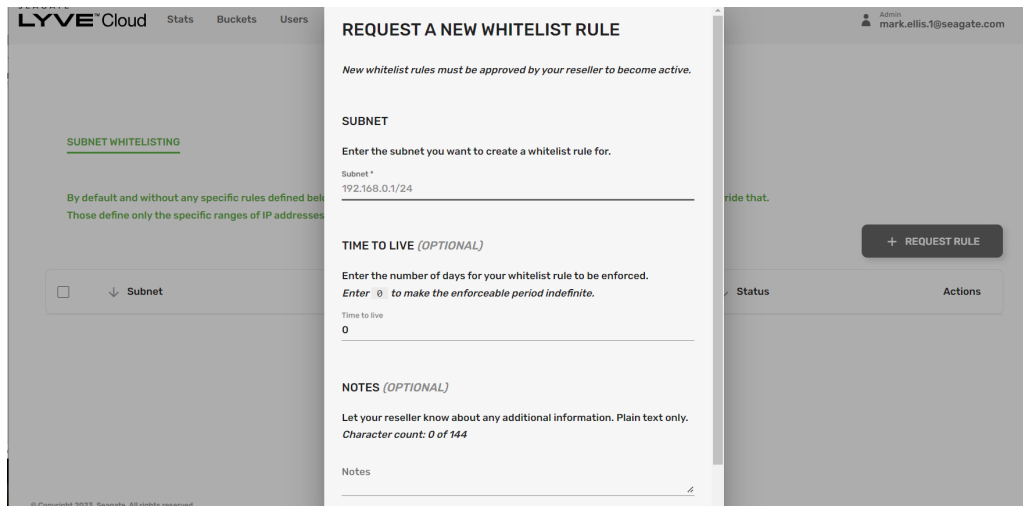 SEAGATE
LYVE™ Cloud
Stats
Buckets
Users
Admin
mark.ellis.1@seagate.com
REQUEST A NEW WHITELIST RULE
New whitelist rules must be approved by your reseller to become active.
SUBNET WHITELISTING
SUBNET
Enter the subnet you want to create a whitelist rule for.
Subnet *
192.168.0.1/24
By default and without any specific rules defined
ride that.
Those define only the specific ranges of IP addresses
TIME TO LIVE (OPTIONAL)
+ REQUEST RULE
Enter the number of days for your whitelist rule to be enforced.
Enter 0 to make the enforceable period indefinite.
Subnet
Status
Actions
Time to live
0
NOTES (OPTIONAL)
Let your reseller know about any additional information. Plain text only.
Character count: 0 of 144
Notes
© Copyright 2023, Seagate, All rights reserved